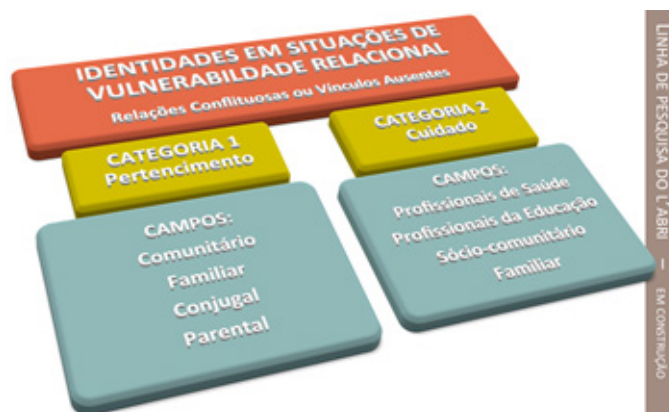 IDENTIDADES EM SITUAÇÕES DE
VULNERABILDADE RELACIONAL
Relações Conflituosas ou Vínculos Ausentes
CATEGORIA 1
Pertencimento
CAMPOS:
Comunitário
Familiar
Conjugal
Parental
CATEGORIA 2
Cuidado
CAMPOS:
Profissionais de Saúde
Profissionais da Educação
Sócio-comunitário
Familiar
LINHA DE PESQUISA DO L´ABRI – EM CONSTRUÇÃO